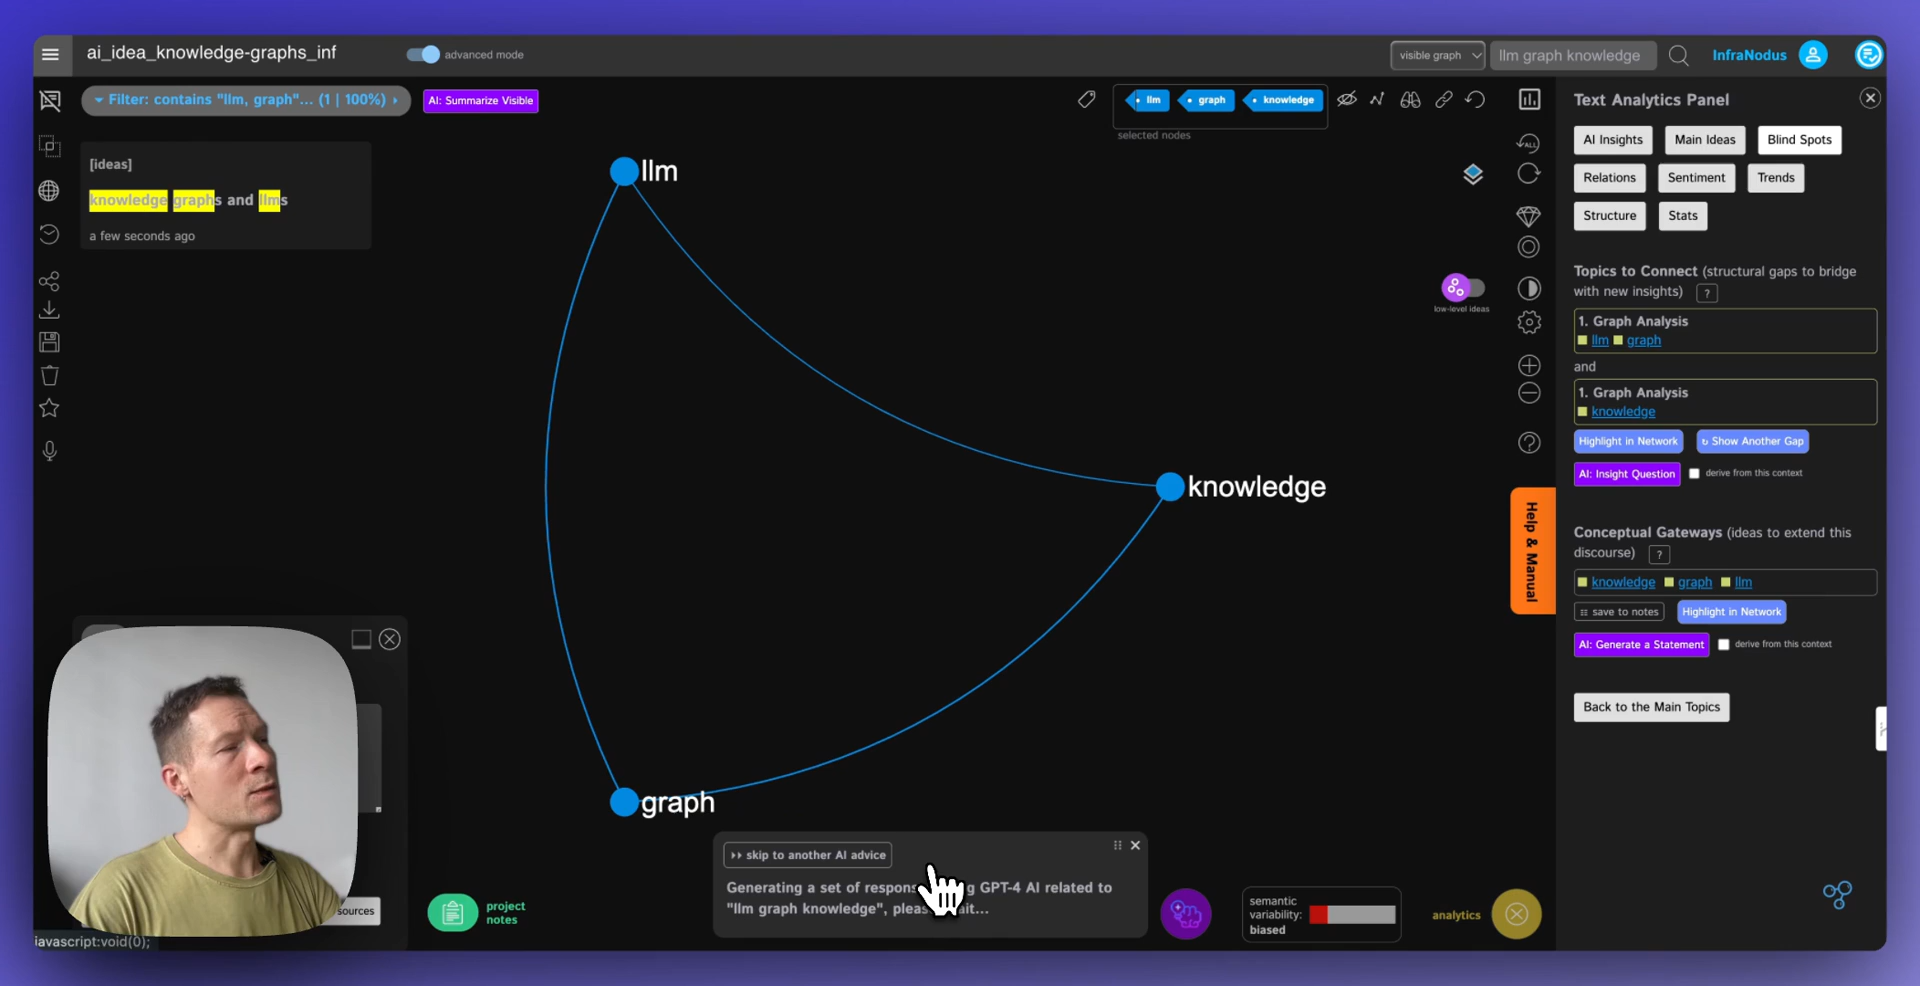 ai_idea_knowledge-graphs_inf
advanced mode
visible graph
llm graph knowledge
InfraNodus
Filter: contains "llm, graph"... (1 | 100%)
AI: Summarize Visible
llm
graph
knowledge
selected nodes
[ideas]
knowledge graphs and llms
a few seconds ago
llm
knowledge
graph
low-level ideas
ALL
Help & Manual
Text Analytics Panel
AI Insights
Main Ideas
Blind Spots
Relations
Sentiment
Trends
Structure
Stats
Topics to Connect (structural gaps to bridge
with new insights) ?
1. Graph Analysis
llm graph
and
1. Graph Analysis
knowledge
Highlight in Network
Show Another Gap
AI: Insight Question
derive from this context
Conceptual Gateways (ideas to extend this
discourse) ?
knowledge graph llm
save to notes
Highlight in Network
AI: Generate a Statement
derive from this context
Back to the Main Topics
sources
javascript:void(0);
project
notes
skip to another AI advice
Generating a set of respons g GPT-4 AI related to
"llm graph knowledge", pleas ait...
semantic
variability:
biased
analytics